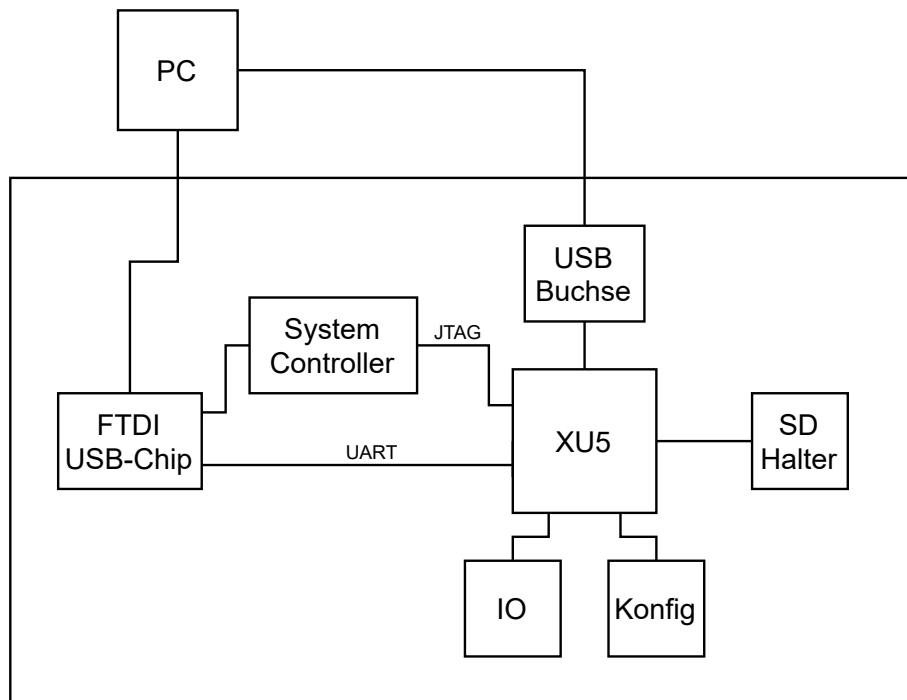 PC
USB
Buchse
System
Controller
JTAG
FTDI
USB-Chip
UART
XU5
SD
Halter
IO
Konfig